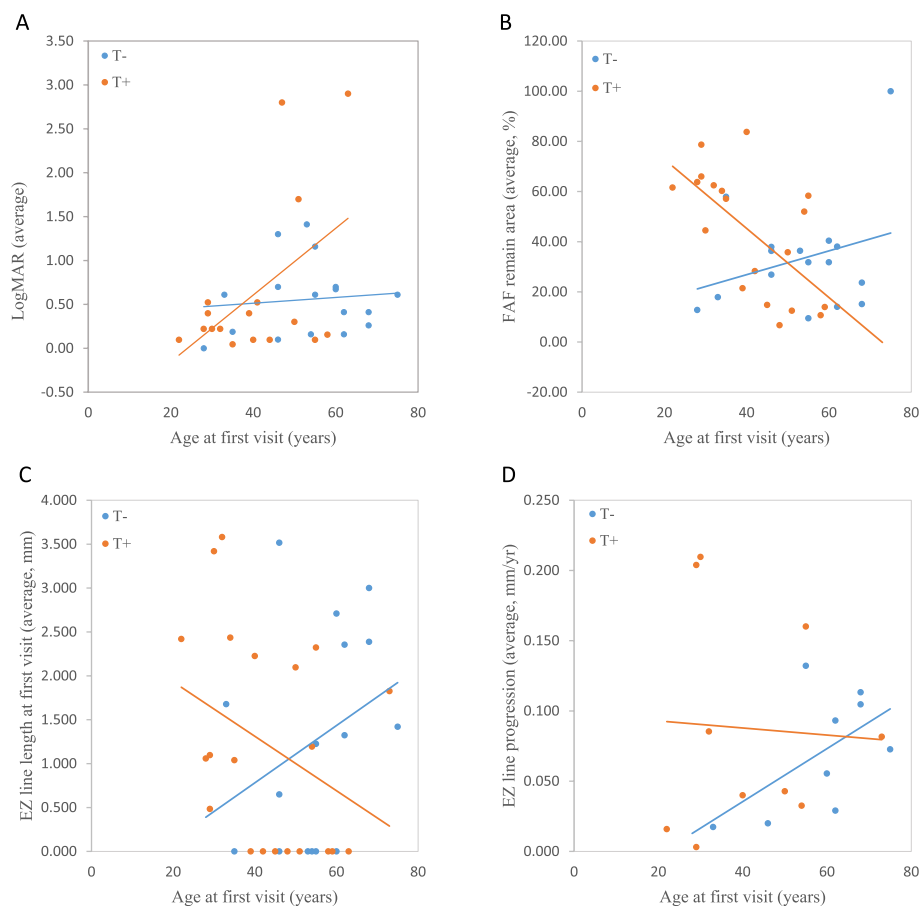 A
3.50
3.00
2.50
2.00
1.50
1.00
0.50
0.00
-0.50
T-
T+
LogMAR (average)
0 20 40 60 80
Age at first visit (years)
B
120.00
100.00
80.00
60.00
40.00
20.00
0.00
-20.00
T-
T+
FAF remain area (average, %)
0 20 40 60 80
Age at first visit (years)
C
4.000
3.500
3.000
2.500
2.000
1.500
1.000
0.500
0.000
T-
T+
EZ line length at first visit (average, mm)
0 20 40 60 80
Age at first visit (years)
D
0.250
0.200
0.150
0.100
0.050
0.000
T-
T+
EZ line progression (average, mm/yr)
0 20 40 60 80
Age at first visit (years)